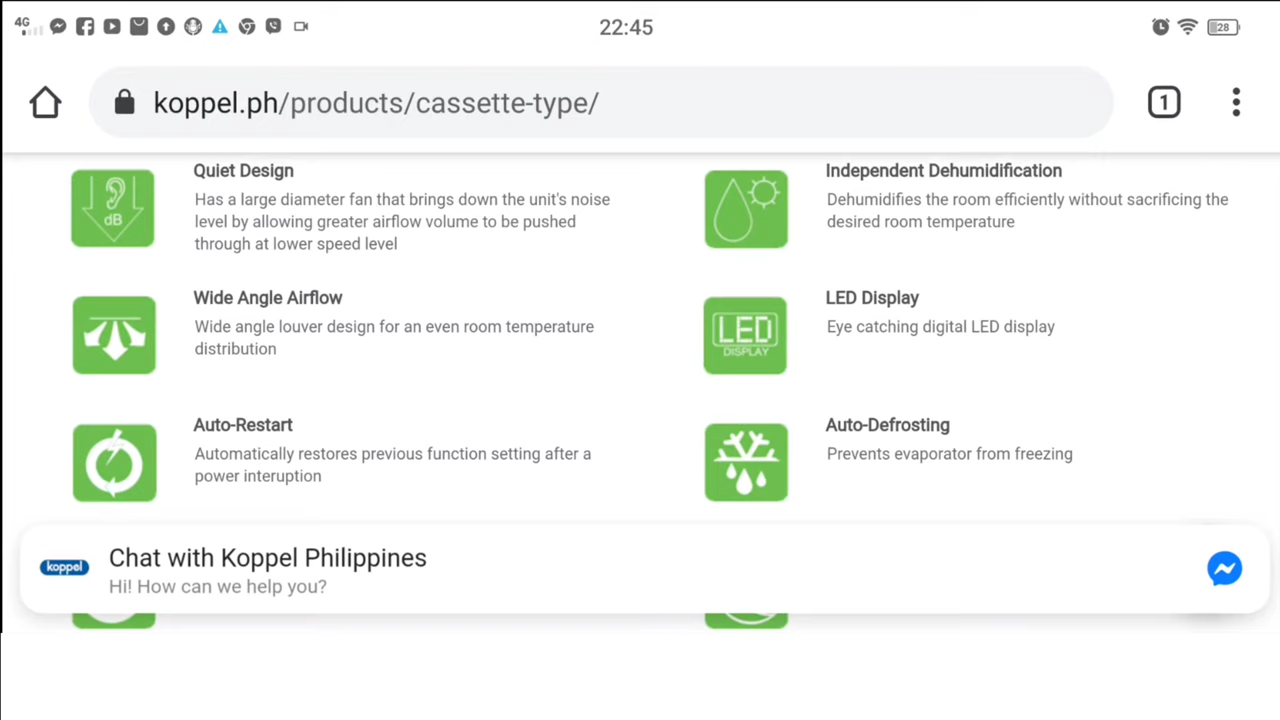 4G
22:45
28
koppel.ph/products/cassette-type/
1
Quiet Design
Has a large diameter fan that brings down the unit's noise
level by allowing greater airflow volume to be pushed
through at lower speed level
dB
Independent Dehumidification
Dehumidifies the room efficiently without sacrificing the
desired room temperature
Wide Angle Airflow
Wide angle louver design for an even room temperature
distribution
LED Display
Eye catching digital LED display
LED
DISPLAY
Auto-Restart
Automatically restores previous function setting after a
power interuption
Auto-Defrosting
Prevents evaporator from freezing
koppel
Chat with Koppel Philippines
Hi! How can we help you?